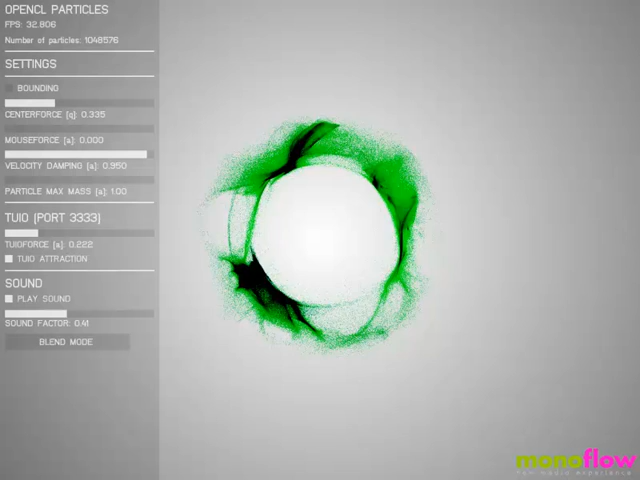 OPENCL PARTICLES
FPS: 32.806
Number of particles: 1048576
SETTINGS
BOUNDING
CENTERFORCE [q]: 0.335
MOUSEFORCE [s]: 0.000
VELOCITY DAMPING [a]: 0.950
PARTICLE MAX MASS [a]: 1.00
TUIO (PORT 3333)
TUIOFORCE [s]: 0.222
TUIO ATTRACTION
SOUND
PLAY SOUND
SOUND FACTOR: 0.41
BLEND MODE
monoflow